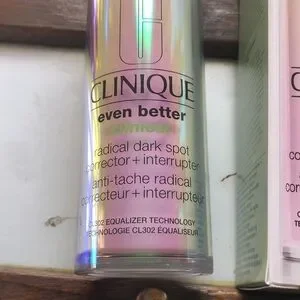 CLINIQUE
even better
clinical
radical dark spot
corrector + interrupter
anti-tache radical
correcteur + interrupteur
CL302 EQUALIZER TECHNOLOGY
TECHNOLOGIE CL302 ÉQUALISEUR